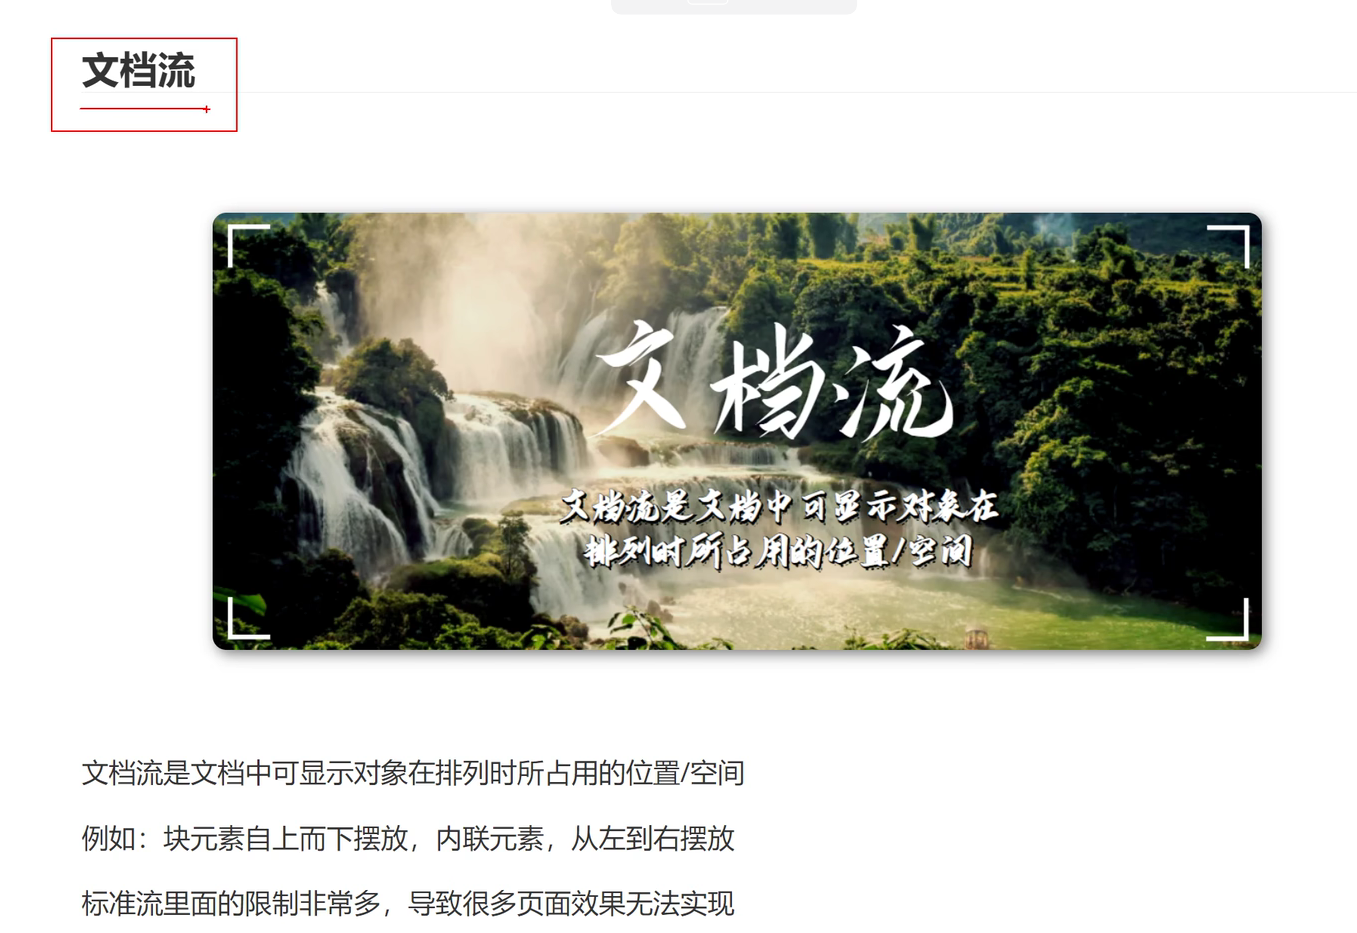 文档流
文档流
文档流是文档中可显示对象在
排列时所占用的位置/空间
文档流是文档中可显示对象在排列时所占用的位置/空间
例如：块元素自上而下摆放，内联元素，从左到右摆放
标准流里面的限制非常多，导致很多页面效果无法实现